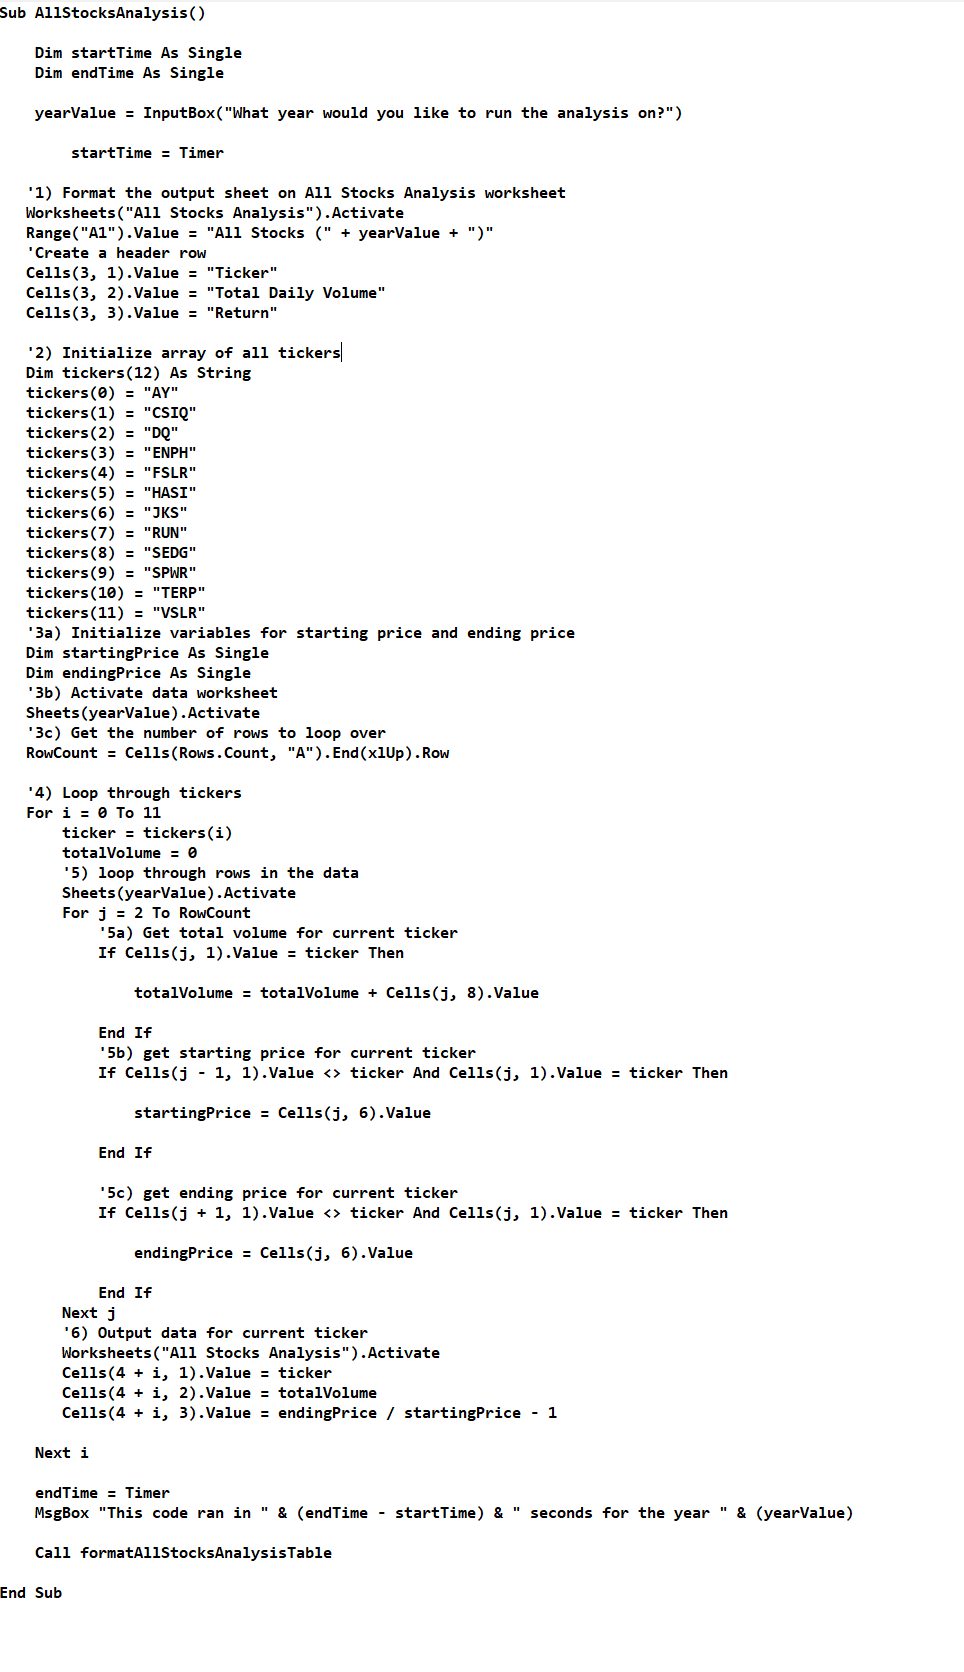 Sub AllStocksAnalysis()
Dim startTime As Single
Dim endTime As Single
yearValue = InputBox("What year would you like to run the analysis on?")
startTime = Timer
'1) Format the output sheet on All Stocks Analysis worksheet
Worksheets("All Stocks Analysis").Activate
Range("A1").Value = "All Stocks (" + yearValue + ")"
'Create a header row
Cells(3, 1).Value = "Ticker"
Cells(3, 2).Value = "Total Daily Volume"
Cells(3, 3).Value = "Return"
'2) Initialize array of all tickers
Dim tickers(12) As String
tickers(0) = "AY"
tickers(1) = "CSIQ"
tickers(2) = "DQ"
tickers(3) = "ENPH"
tickers(4) = "FSLR"
tickers(5) = "HASI"
tickers(6) = "JKS"
tickers(7) = "RUN"
tickers(8) = "SEDG"
tickers(9) = "SPWR"
tickers(10) = "TERP"
tickers(11) = "VSLR"
'3a) Initialize variables for starting price and ending price
Dim startingPrice As Single
Dim endingPrice As Single
'3b) Activate data worksheet
Sheets(yearValue).Activate
'3c) Get the number of rows to loop over
RowCount = Cells(Rows.Count, "A").End(xlUp).Row
'4) Loop through tickers
For i = 0 To 11
ticker = tickers(i)
totalVolume = 0
'5) loop through rows in the data
Sheets(yearValue).Activate
For j = 2 To RowCount
'5a) Get total volume for current ticker
If Cells(j, 1).Value = ticker Then
totalVolume = totalVolume + Cells(j, 8).Value
End If
'5b) get starting price for current ticker
If Cells(j - 1, 1).Value <> ticker And Cells(j, 1).Value = ticker Then
startingPrice = Cells(j, 6).Value
End If
'5c) get ending price for current ticker
If Cells(j + 1, 1).Value <> ticker And Cells(j, 1).Value = ticker Then
endingPrice = Cells(j, 6).Value
End If
Next j
'6) Output data for current ticker
Worksheets("All Stocks Analysis").Activate
Cells(4 + i, 1).Value = ticker
Cells(4 + i, 2).Value = totalVolume
Cells(4 + i, 3).Value = endingPrice / startingPrice - 1
Next i
endTime = Timer
MsgBox "This code ran in " & (endTime - startTime) & " seconds for the year " & (yearValue)
Call formatAllStocksAnalysisTable
End Sub